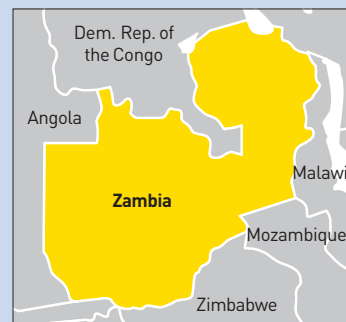 Dem. Rep. of
the Congo
Angola
Malawi
Zambia
Mozambique
Zimbabwe